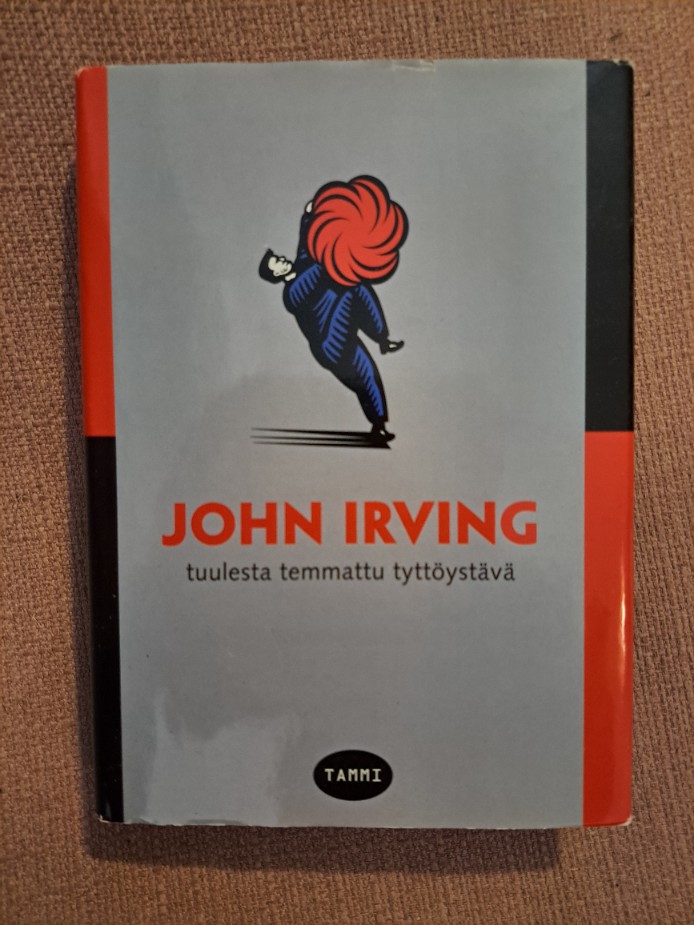 JOHN IRVING
tuulesta temmattu tyttöystävä
TAMMI